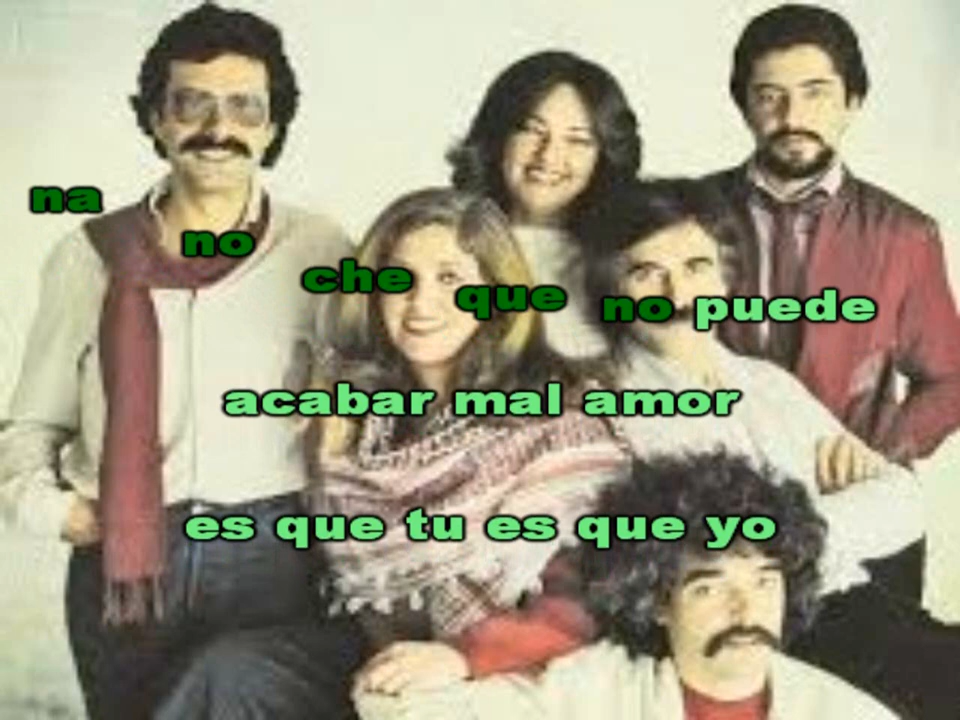 na no che que no puede
acabar mal amor
es que tu es que yo